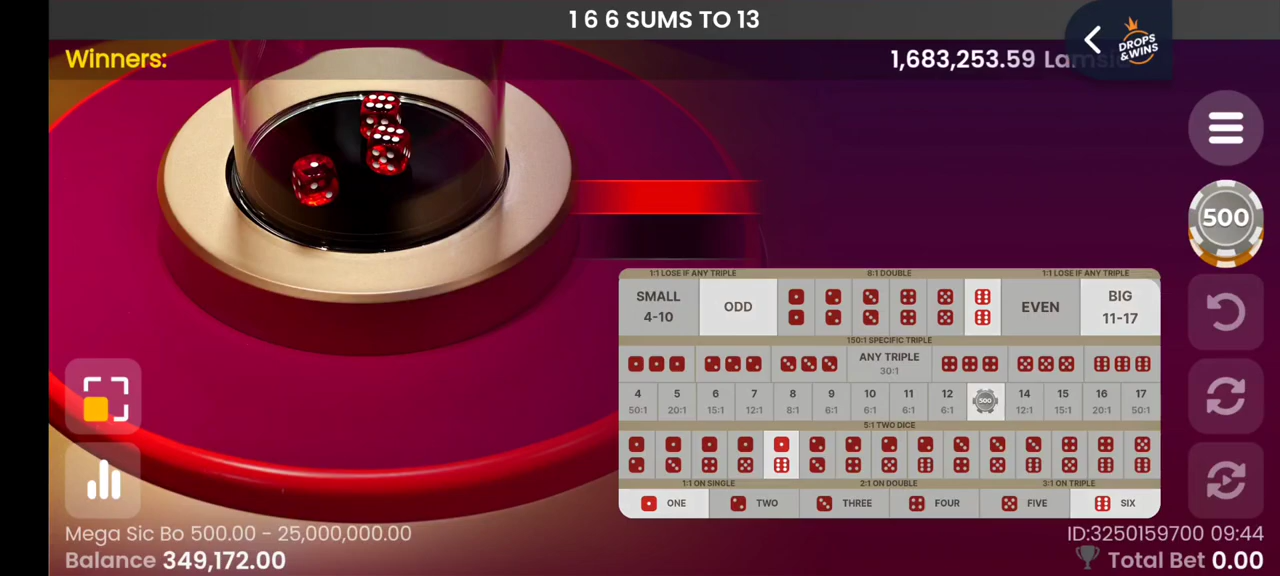 1 6 6 SUMS TO 13
Winners:
1,683,253.59
DROPS
&WINS
500
1:1 LOSE IF ANY TRIPLE
8:1 DOUBLE
1:1 LOSE IF ANY TRIPLE
SMALL
4-10
ODD
EVEN
BIG
11-17
150:1 SPECIFIC TRIPLE
ANY TRIPLE
30:1
4 5 6 7 8 9 10 11 12 500 14 15 16 17
50:1 20:1 15:1 12:1 8:1 6:1 6:1 6:1 6:1 12:1 15:1 20:1 50:1
5:1 TWO DICE
1:1 ON SINGLE
2:1 ON DOUBLE
3:1 ON TRIPLE
ONE TWO THREE FOUR FIVE SIX
Mega Sic Bo 500.00 - 25,000,000.00
ID:3250159700 09:44
Balance 349,172.00
Total Bet 0.00